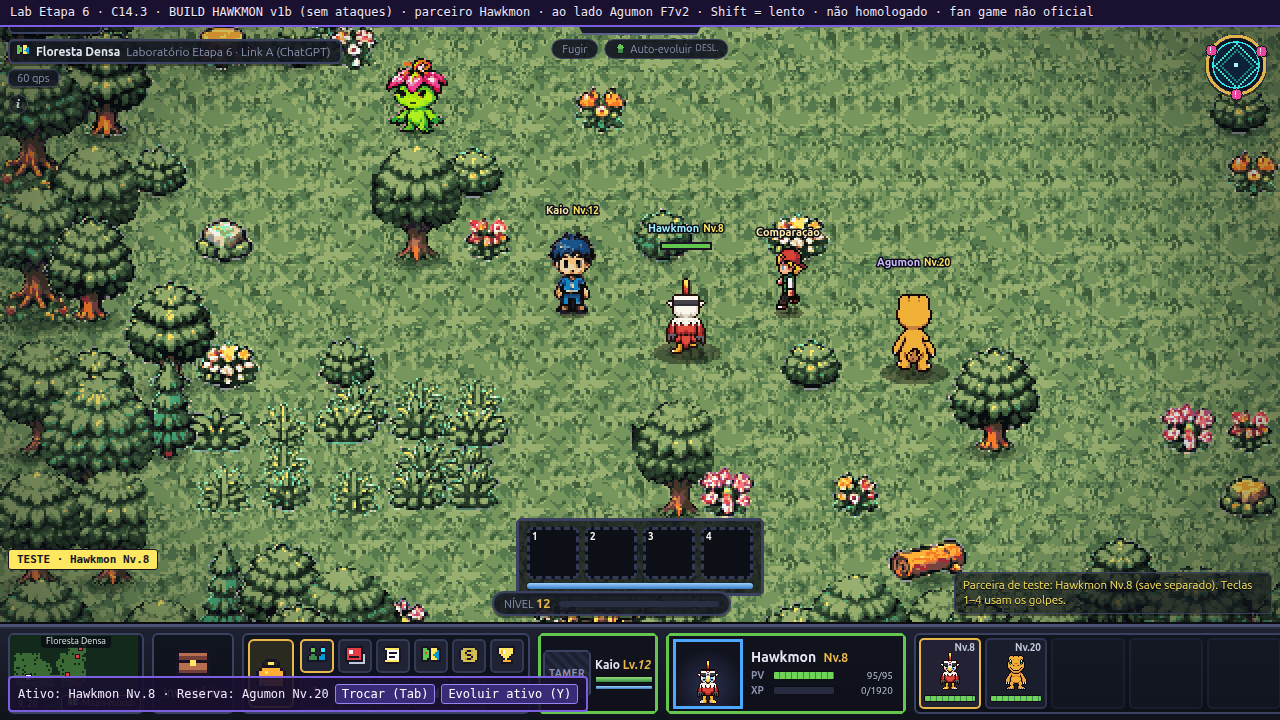 Lab Etapa 6 · C14.3 · BUILD HAWKMON v1b (sem ataques) · parceiro Hawkmon · ao lado Agumon F7v2 · Shift = lento · não homologado · fan game não oficial
Floresta Densa Laboratório Etapa 6 · Link A (ChatGPT)
Fugir
Auto-evoluir DESL.
60 qps
i
Kaio Nv.12
Hawkmon Nv.8
Comparação
Agumon Nv.20
1 2 3 4
TESTE · Hawkmon Nv.8
NÍVEL 12
Parceira de teste: Hawkmon Nv.8 (save separado). Teclas
1–4 usam os golpes.
Floresta Densa
TAMER
Kaio Lv.12
Hawkmon Nv.8
PV 95/95
XP 0/1920
Nv.8
Nv.20
Ativo: Hawkmon Nv.8 · Reserva: Agumon Nv.20 Trocar (Tab) Evoluir ativo (Y)